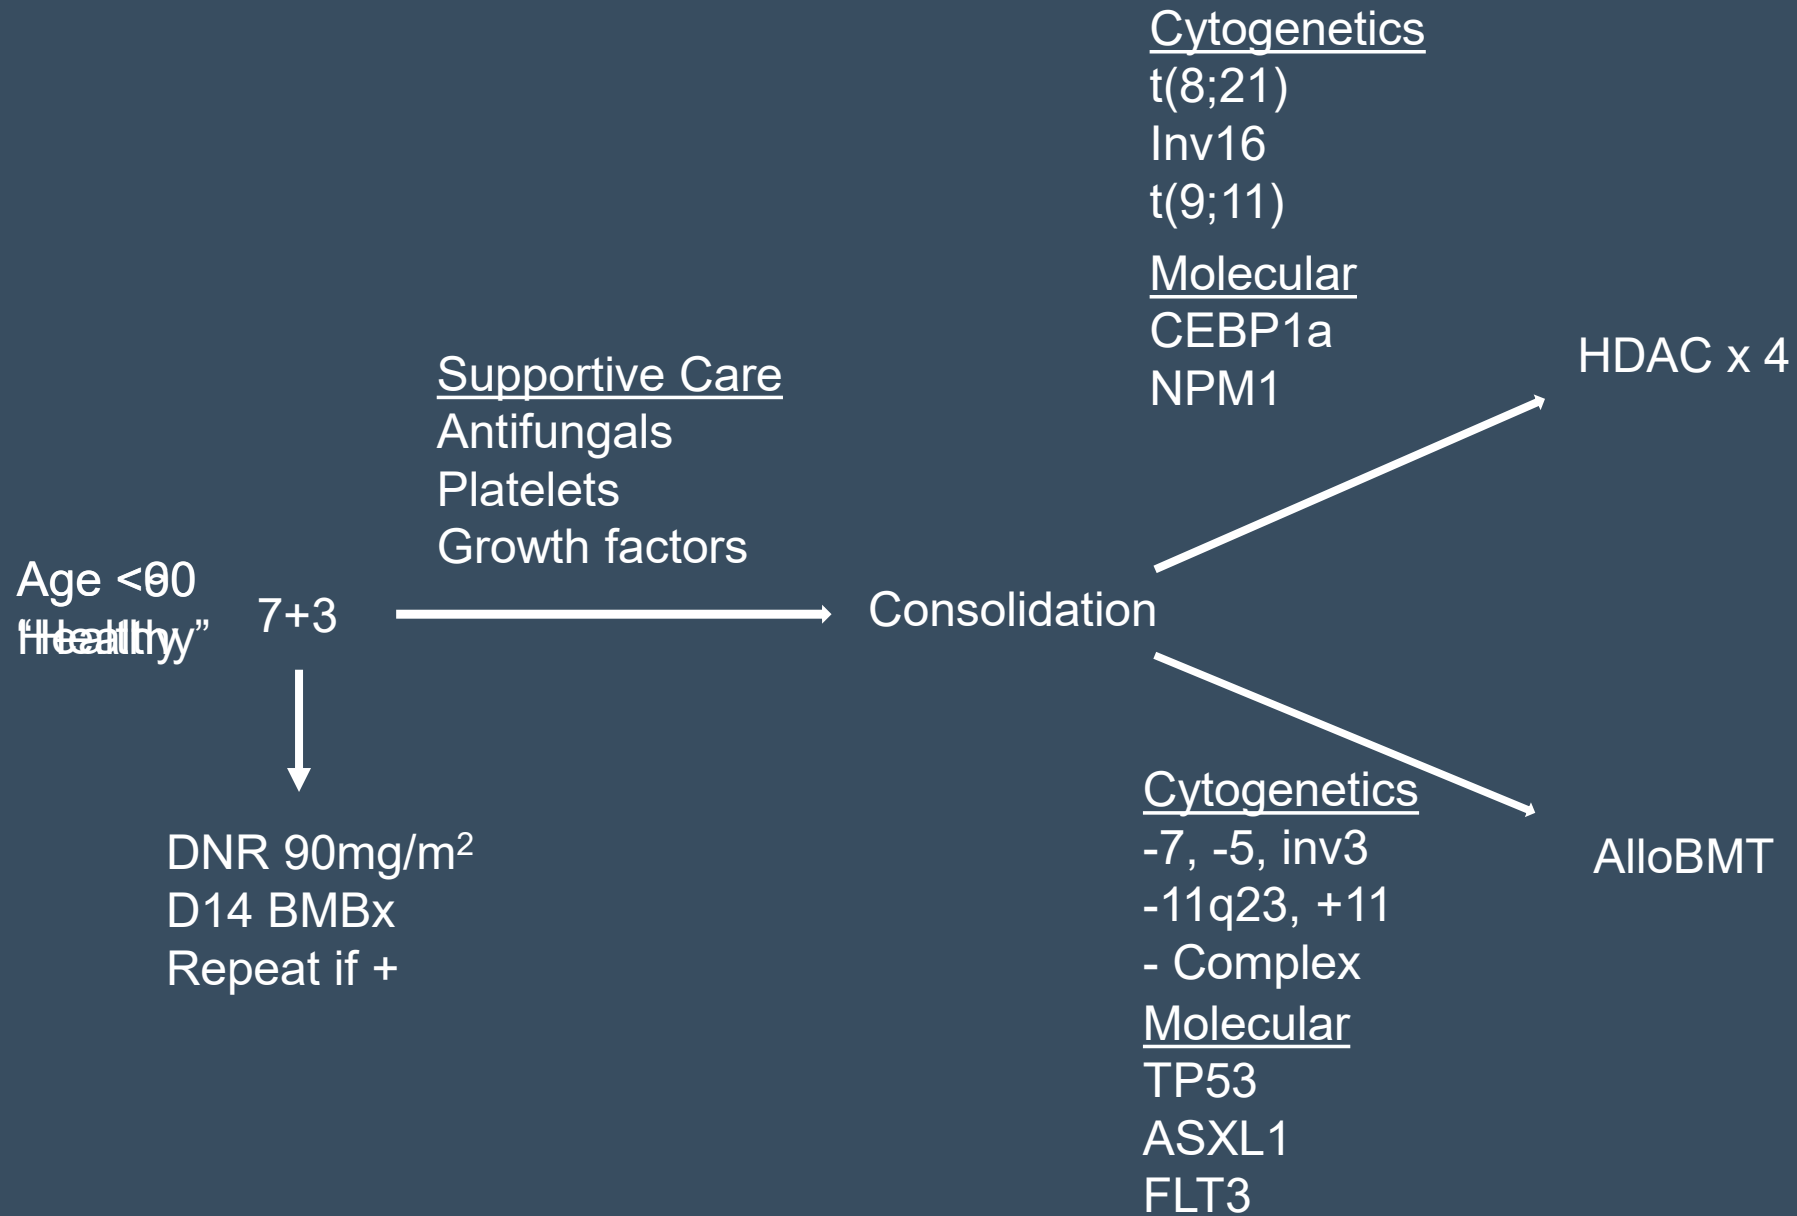 Cytogenetics
t(8;21)
Inv16
t(9;11)
Molecular
CEBP1a
NPM1
HDAC x 4
Supportive Care
Antifungals
Platelets
Growth factors
Age
7+3
Consolidation
DNR 90mg/m²
D14 BMBx
Repeat if +
Cytogenetics
-7, -5, inv3
-11q23, +11
- Complex
Molecular
TP53
ASXL1
FLT3
AlloBMT